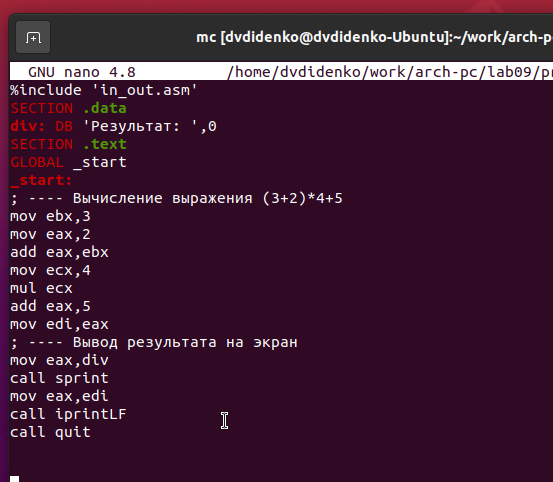 mc [dvdidenko@dvdidenko-Ubuntu]:~/work/arch-p
GNU nano 4.8 /home/dvdidenko/work/arch-pc/lab09/pr
%include 'in_out.asm'
SECTION .data
div: DB 'Результат: ',0
SECTION .text
GLOBAL _start
_start:
; ---- Вычисление выражения (3+2)*4+5
mov ebx,3
mov eax,2
add eax,ebx
mov ecx,4
mul ecx
add eax,5
mov edi,eax
; ---- Вывод результата на экран
mov eax,div
call sprint
mov eax,edi
call iprintLF
call quit